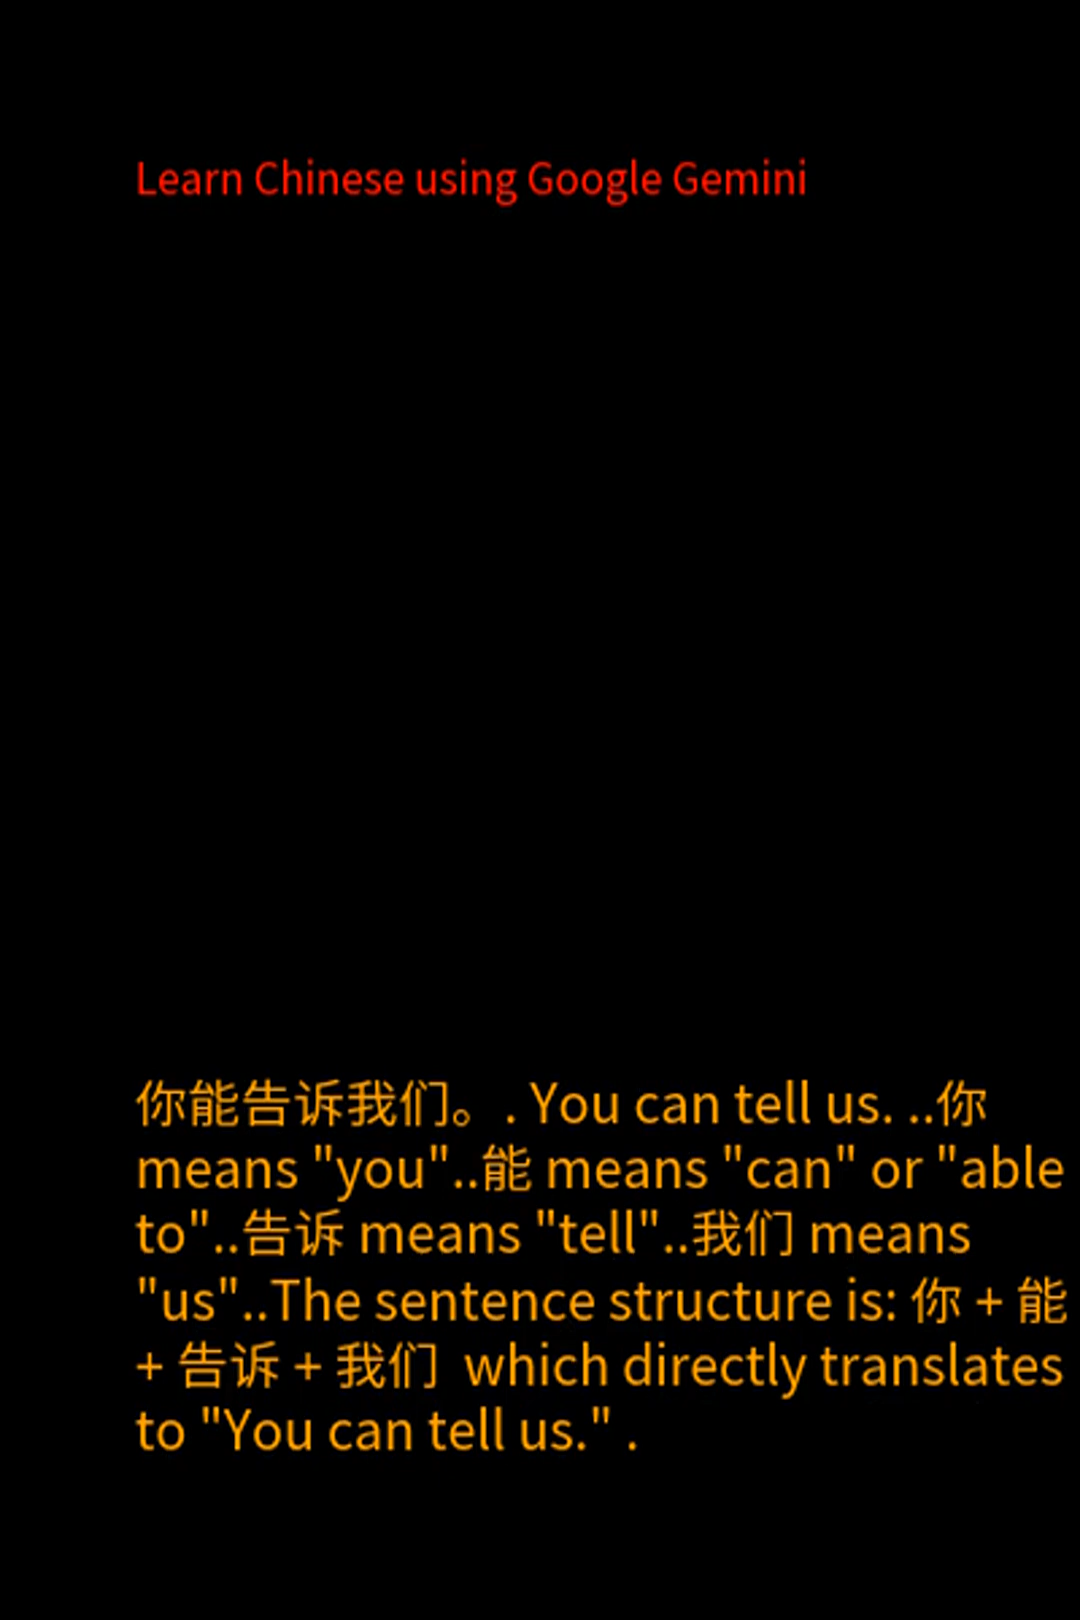 Learn Chinese using Google Gemini
你能告诉我们。. You can tell us. ..你
means "you"..能 means "can" or "able
to"..告诉 means "tell"..我们 means
"us"..The sentence structure is: 你 + 能
+ 告诉 + 我们  which directly translates
to "You can tell us." .